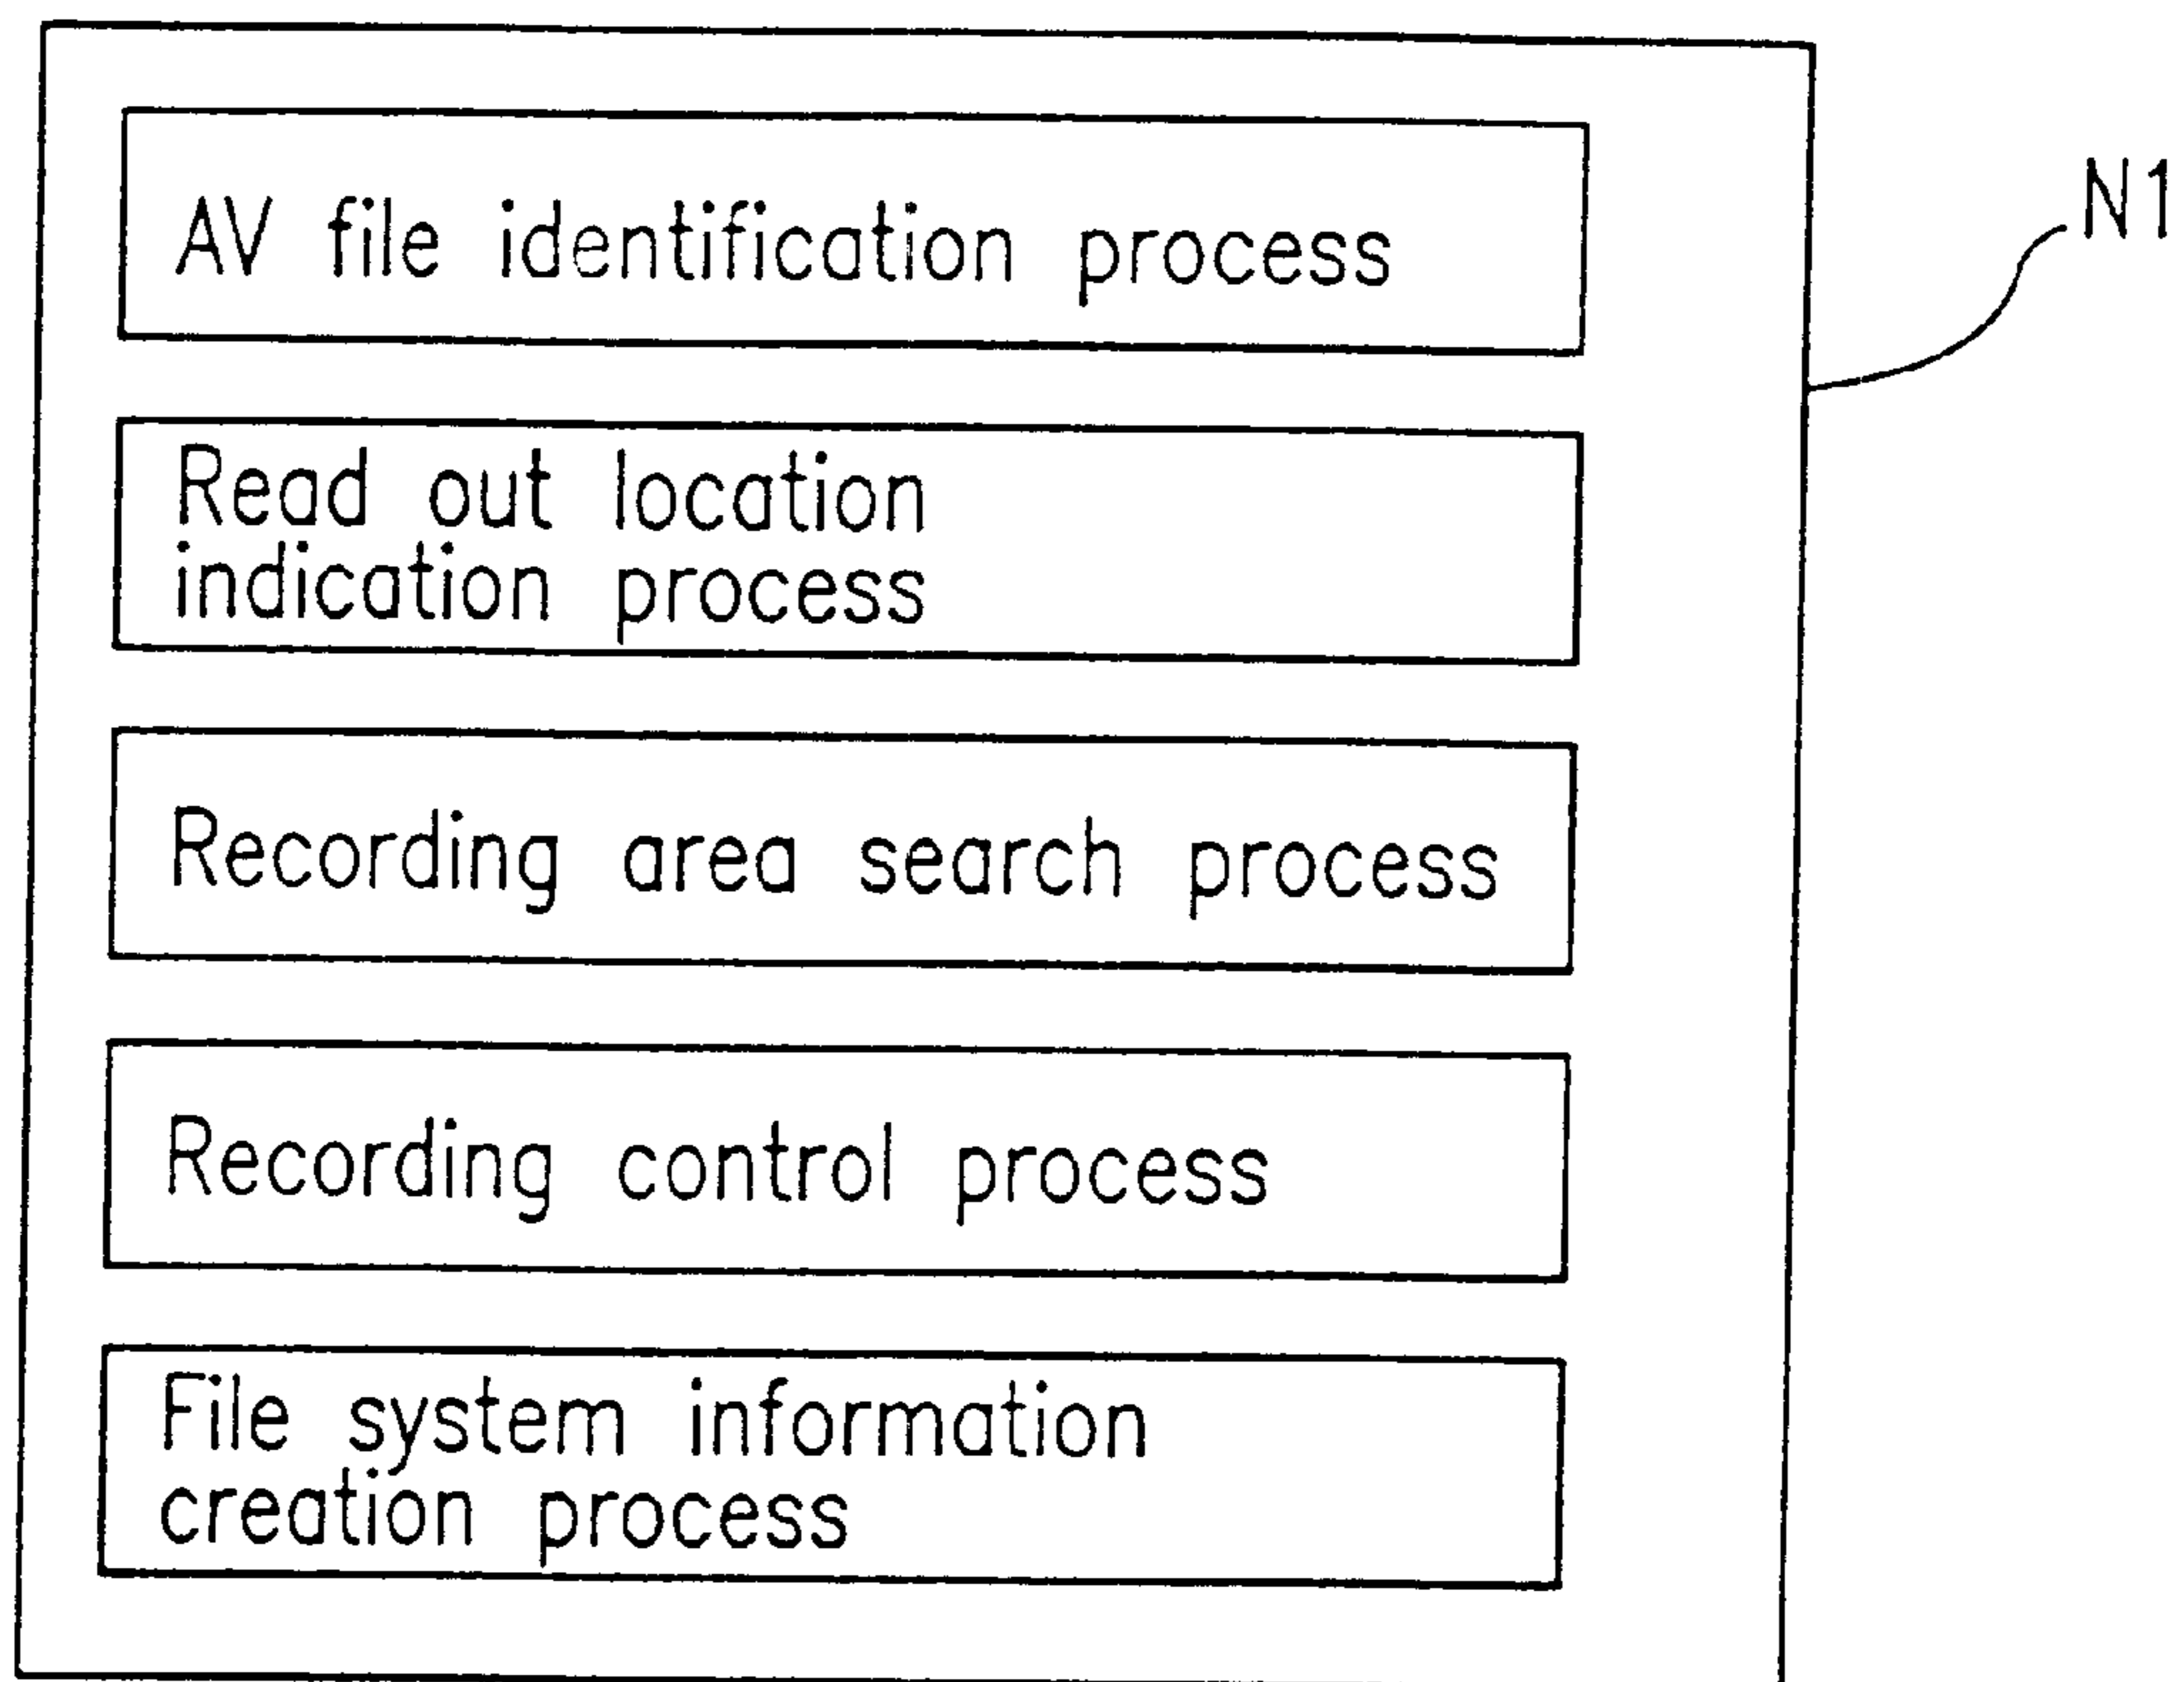 AV file identification process
N1
Read out location
indication process
Recording area search process
Recording control process
File system information
creation process